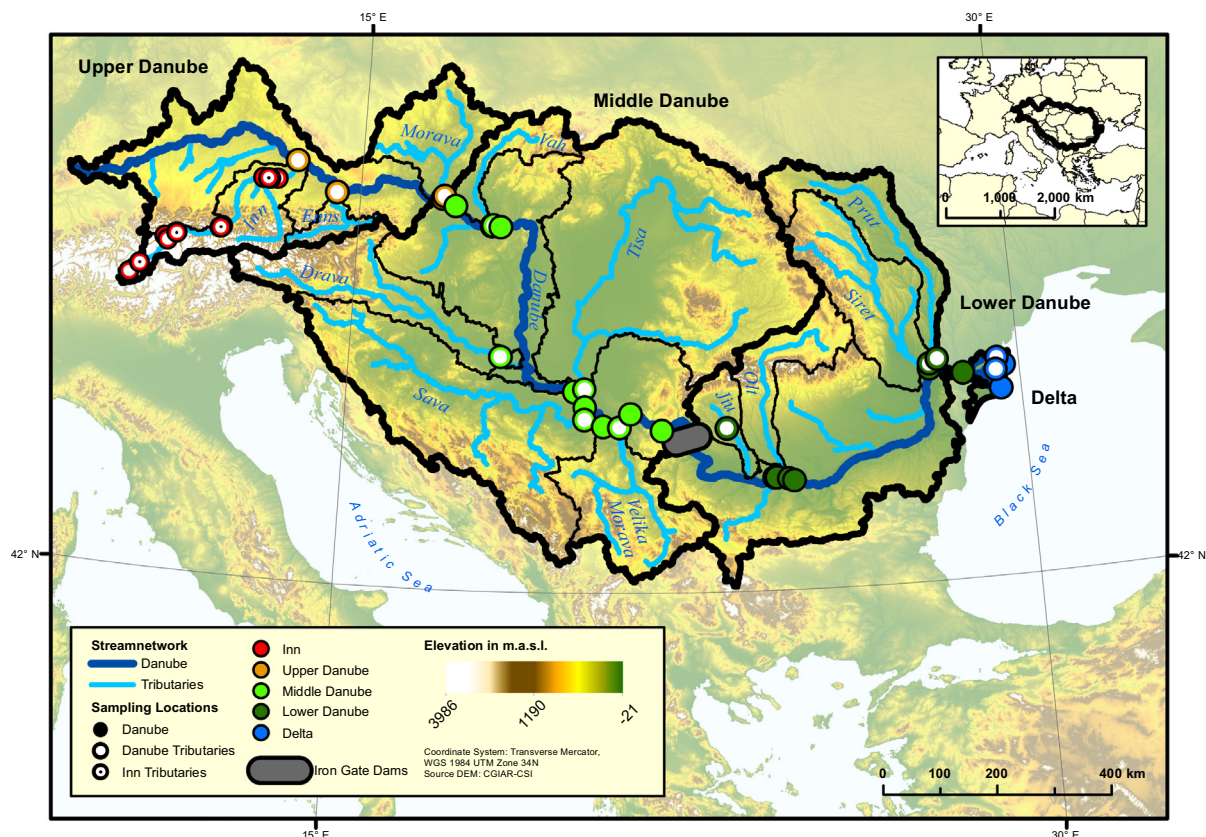 15° E
30° E
Upper Danube
Middle Danube
Morava
Vah
0 1,000 2,000 km
Inn
Enns
Prut
Tisa
Drava
Danube
Siret
Lower Danube
Sava
Jiu
Olt
Delta
Black Sea
Adriatic Sea
Velika
Morava
42° N
42° N
Streamnetwork
Danube
Tributaries
Sampling Locations
Danube
Danube Tributaries
Inn Tributaries
Inn
Upper Danube
Middle Danube
Lower Danube
Delta
Iron Gate Dams
Elevation in m.a.s.l.
3986
1190
-21
Coordinate System: Transverse Mercator,
WGS 1984 UTM Zone 34N
Source DEM: CGIAR-CSI
0 100 200 400 km
15° E
30° E